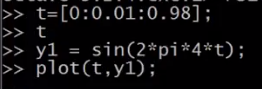 >> t=[0:0.01:0.98];
>> t
>> y1 = sin(2*pi*4*t);
>> plot(t,y1);